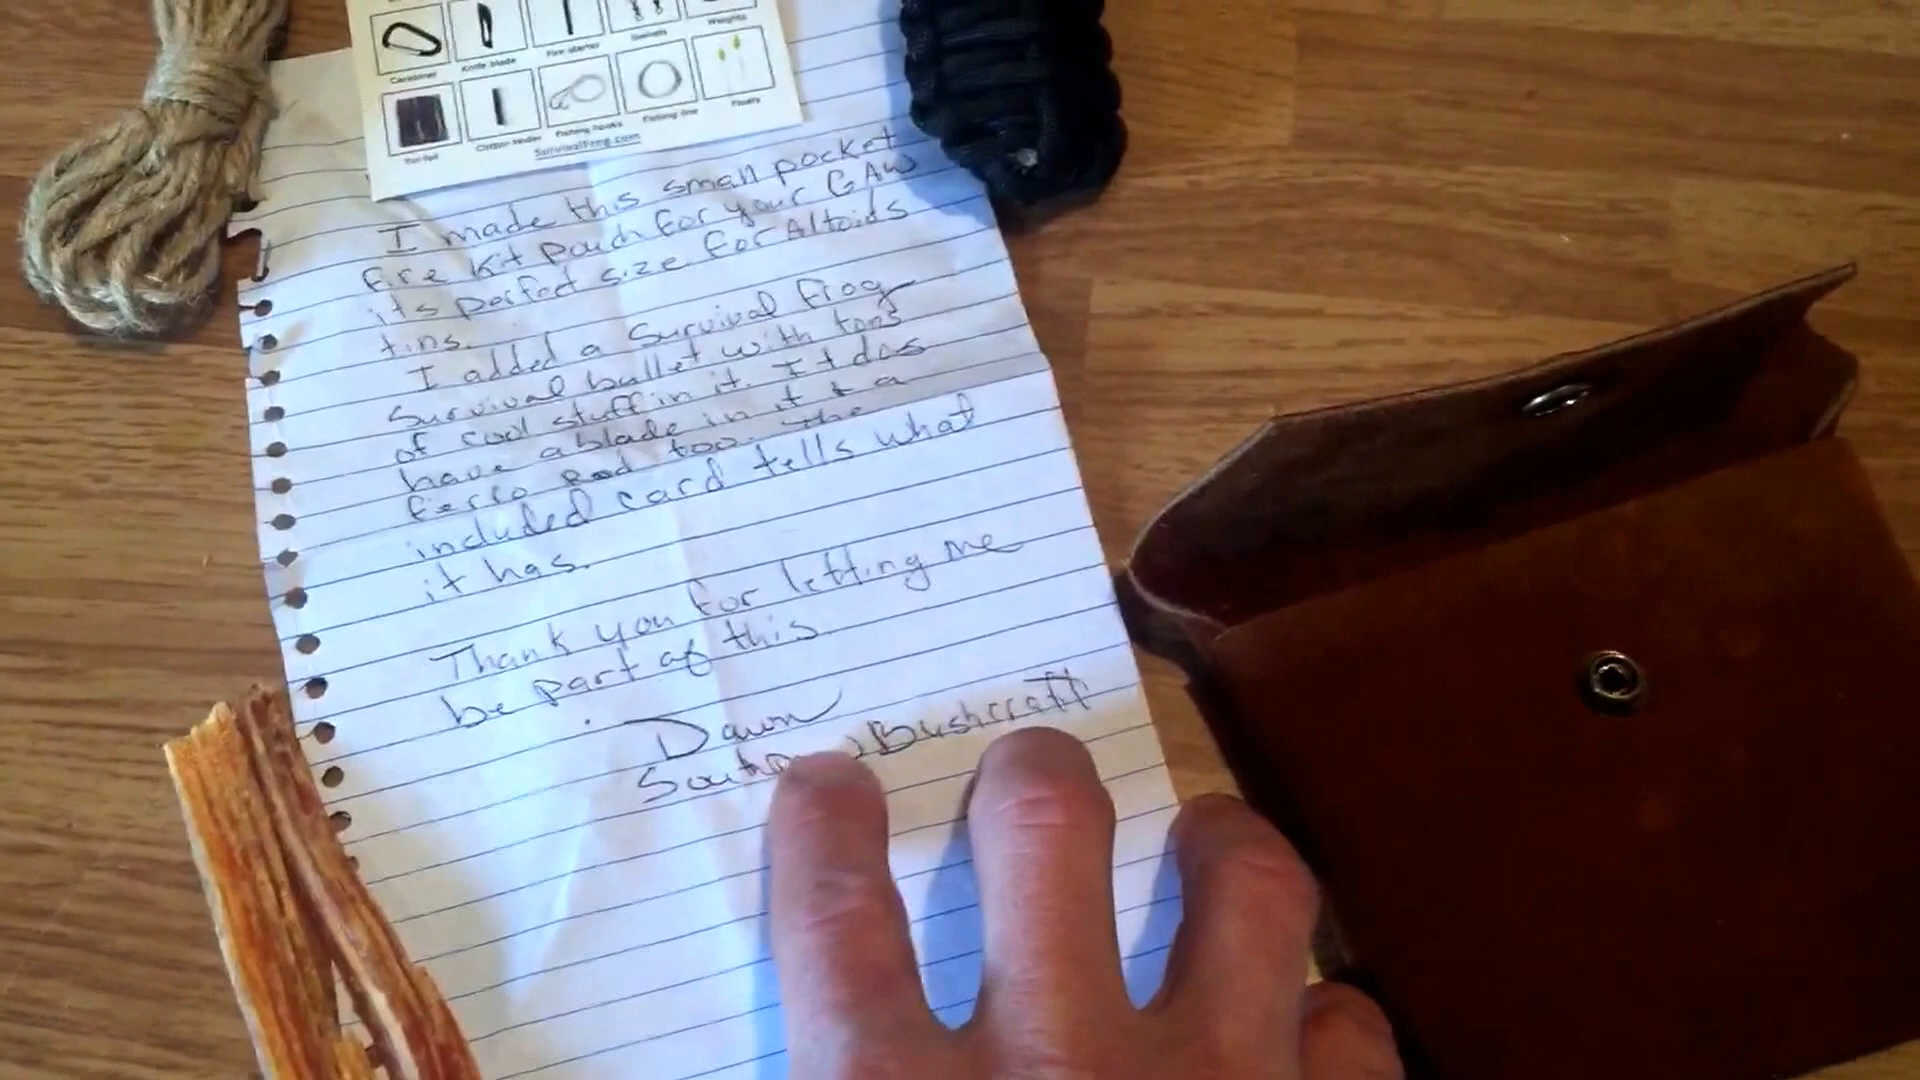 Weights
Swivels
Fire starter
Knife blade
Carabiner
Floats
Fishing line
Fishing hooks
Cotton tinder
Tin foil
SurvivalFrog.com
I made this small pocket
fire kit pouch for your GAW
its perfect size for Altoids
tins.
I added a Survival Frog
Survival bullet with tons
of cool stuff in it. It does
have a blade in it & a
ferro rod too. The
included card tells what
it has.
Thank you for letting me
be part of this
Dawn
Bushcraft